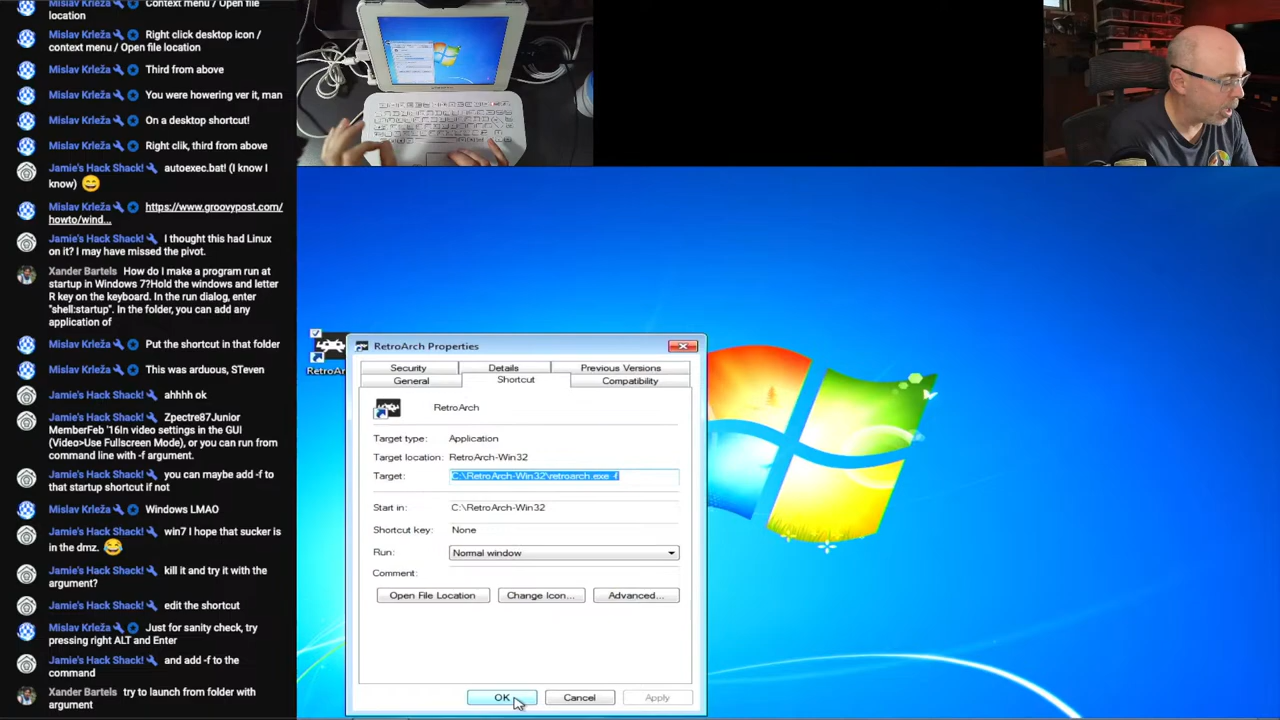 Context menu / Open file
location
Mislav Krleža Right click desktop icon /
context menu / Open file location
Mislav Krleža Third from above
Mislav Krleža You were howering ver it, man
Mislav Krleža On a desktop shortcut!
Mislav Krleža Right clik, third from above
Jamie's Hack Shack! autoexec.bat! (I know I
know) 😄
Mislav Krleža https://www.groovypost.com/
howto/wind...
Jamie's Hack Shack! I thought this had Linux
on it? I may have missed the pivot.
Xander Bartels How do I make a program run at
startup in Windows 7?Hold the windows and letter
R key on the keyboard. In the run dialog, enter
"shell:startup". In the folder, you can add any
application of
Mislav Krleža Put the shortcut in that folder
Mislav Krleža This was arduous, STeven
Jamie's Hack Shack! ahhhh ok
Jamie's Hack Shack! Zpectre87Junior
MemberFeb '16In video settings in the GUI
(Video>Use Fullscreen Mode), or you can run from
command line with -f argument.
Jamie's Hack Shack! you can maybe add -f to
that startup shortcut if not
Mislav Krleža Windows LMAO
Jamie's Hack Shack! win7 I hope that sucker is
in the dmz. 😂
Jamie's Hack Shack! kill it and try it with the
argument?
Jamie's Hack Shack! edit the shortcut
Mislav Krleža Just for sanity check, try
pressing right ALT and Enter
Jamie's Hack Shack! and add -f to the
command
Xander Bartels try to launch from folder with
argument
RetroAr
RetroArch Properties
Security Details Previous Versions
General Shortcut Compatibility
RetroArch
Target type: Application
Target location: RetroArch-Win32
Target: C:\RetroArch-Win32\retroarch.exe -f
Start in: C:\RetroArch-Win32
Shortcut key: None
Run: Normal window
Comment:
Open File Location Change Icon... Advanced...
OK Cancel Apply